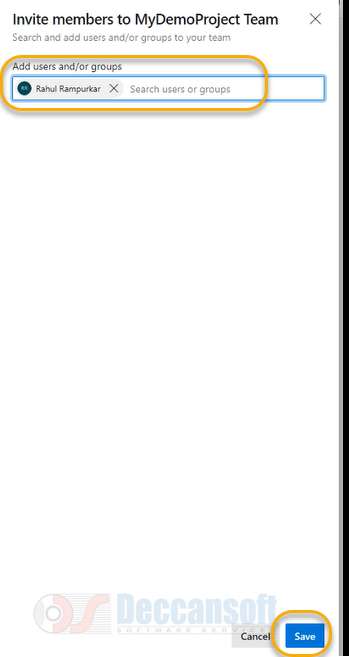 Invite members to MyDemoProject Team
Search and add users and/or groups to your team
Add users and/or groups
RR Rahul Rampurkar Search users or groups
Deccansoft
SOFTWARE SERVICES
Cancel Save